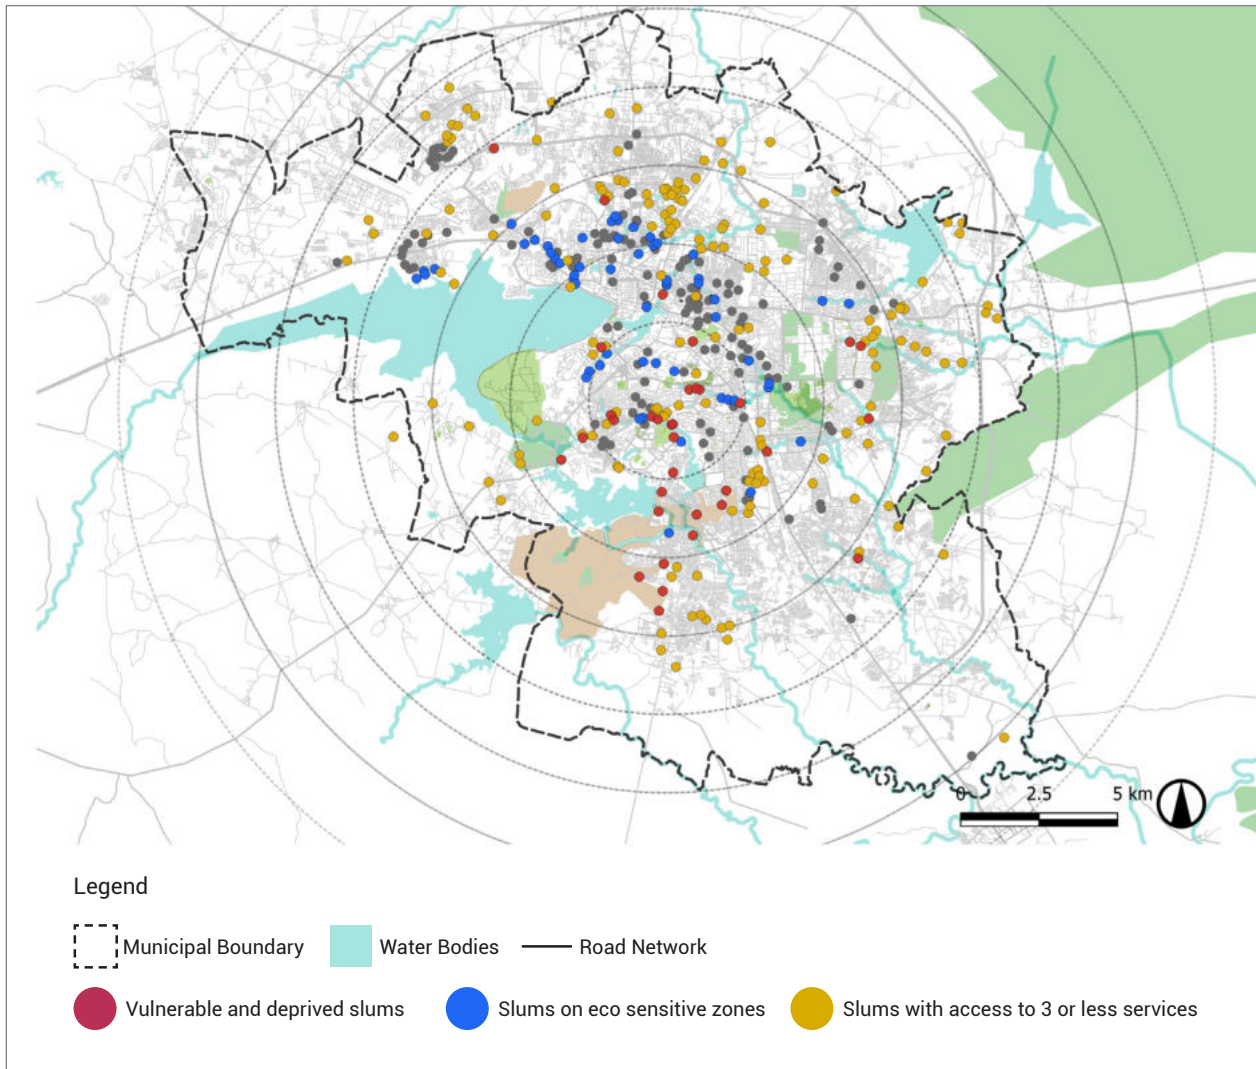 0 2.5 5 km
Legend
Municipal Boundary Water Bodies Road Network
Vulnerable and deprived slums Slums on eco sensitive zones Slums with access to 3 or less services